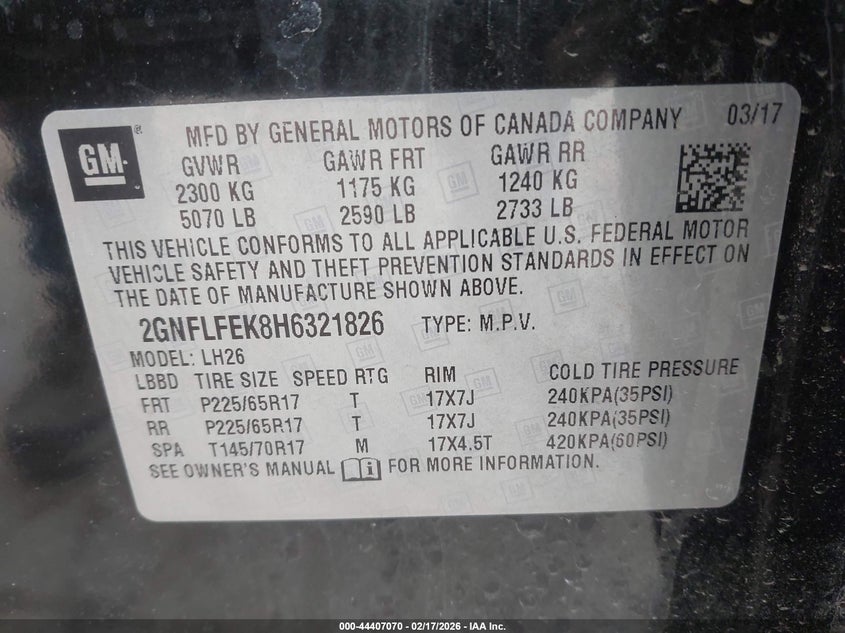 GM ® MFD BY GENERAL MOTORS OF CANADA COMPANY 03/17
GVWR GAWR FRT GAWR RR
2300 KG 1175 KG 1240 KG
5070 LB 2590 LB 2733 LB
THIS VEHICLE CONFORMS TO ALL APPLICABLE U.S. FEDERAL MOTOR
VEHICLE SAFETY AND THEFT PREVENTION STANDARDS IN EFFECT ON
THE DATE OF MANUFACTURE SHOWN ABOVE.
2GNFLFEK8H6321826 TYPE: M.P.V.
MODEL: LH26
LBBD TIRE SIZE SPEED RTG RIM COLD TIRE PRESSURE
FRT P225/65R17 T 17X7J 240KPA(35PSI)
RR P225/65R17 T 17X7J 240KPA(35PSI)
SPA T145/70R17 M 17X4.5T 420KPA(60PSI)
SEE OWNER'S MANUAL FOR MORE INFORMATION.
000-44407070 — 02/17/2026 — IAA Inc.